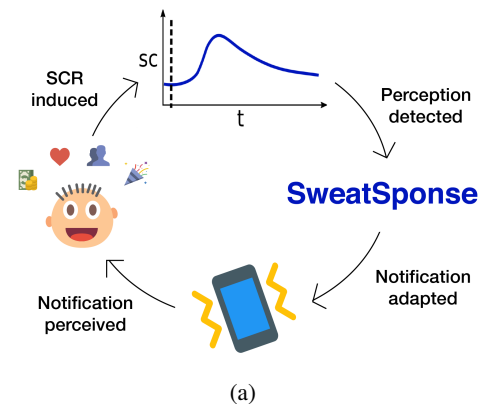 SC
t
SCR
induced
Perception
detected
SweatSponse
Notification
adapted
Notification
perceived
(a)